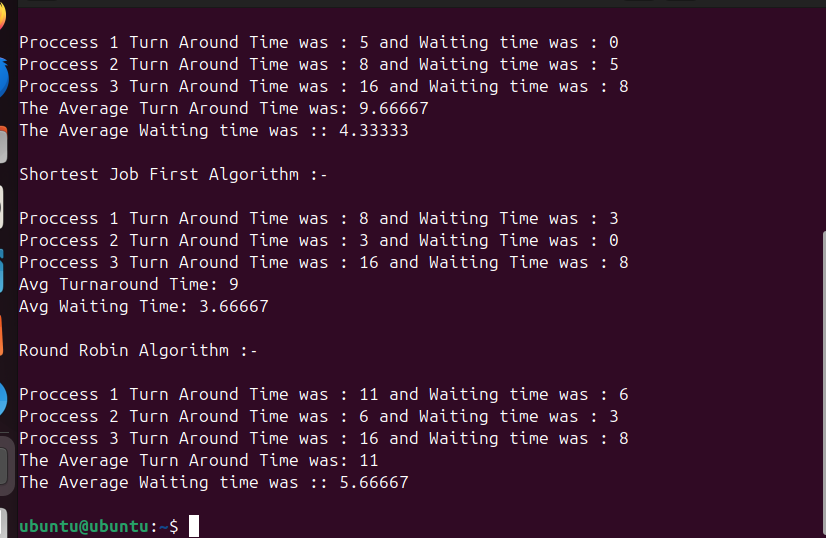 Proccess 1 Turn Around Time was : 5 and Waiting time was : 0
Proccess 2 Turn Around Time was : 8 and Waiting time was : 5
Proccess 3 Turn Around Time was : 16 and Waiting time was : 8
The Average Turn Around Time was: 9.66667
The Average Waiting time was :: 4.33333
Shortest Job First Algorithm :-
Proccess 1 Turn Around Time was : 8 and Waiting Time was : 3
Proccess 2 Turn Around Time was : 3 and Waiting Time was : 0
Proccess 3 Turn Around Time was : 16 and Waiting Time was : 8
Avg Turnaround Time: 9
Avg Waiting Time: 3.66667
Round Robin Algorithm :-
Proccess 1 Turn Around Time was : 11 and Waiting time was : 6
Proccess 2 Turn Around Time was : 6 and Waiting time was : 3
Proccess 3 Turn Around Time was : 16 and Waiting time was : 8
The Average Turn Around Time was: 11
The Average Waiting time was :: 5.66667
ubuntu@ubuntu:~$